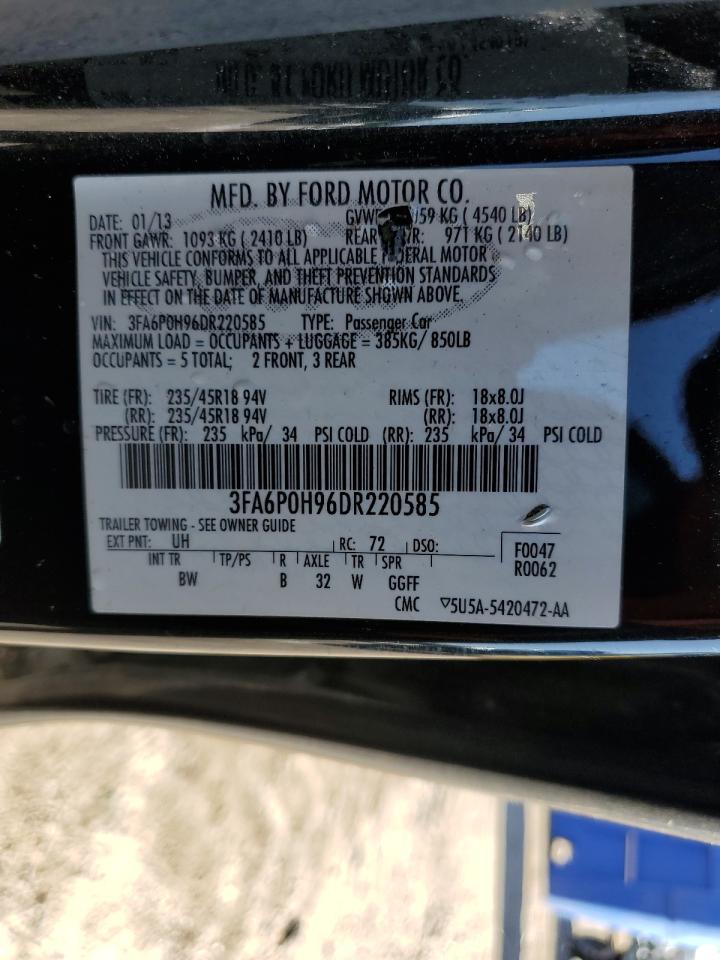 MFD. BY FORD MOTOR CO.
DATE: 01/13
59 KG ( 4540 LB)
FRONT GAWR: 1093 KG ( 2410 LB)
REAR 971 KG ( 2140 LB)
THIS VEHICLE CONFORMS TO ALL APPLICABLE MOTOR
VEHICLE SAFETY, BUMPER, AND THEFT PREVENTION STANDARDS
IN EFFECT ON THE DATE OF MANUFACTURE SHOWN ABOVE.
VIN: 3FA6P0H96DR220585 TYPE: Passenger Car
MAXIMUM LOAD = OCCUPANTS + LUGGAGE = 385KG/ 850LB
OCCUPANTS = 5 TOTAL; 2 FRONT, 3 REAR
TIRE (FR): 235/45R18 94V RIMS (FR): 18x8.0J
(RR): 235/45R18 94V (RR): 18x8.0J
PRESSURE (FR): 235 kPa/ 34 PSI COLD (RR): 235 kPa/ 34 PSI COLD
3FA6P0H96DR220585
TRAILER TOWING - SEE OWNER GUIDE
EXT PNT: UH RC: 72 DSO: F0047
R0062
INT TR TP/PS R AXLE TR SPR
BW B 32 W GGFF
CMC ▽5U5A-5420472-AA